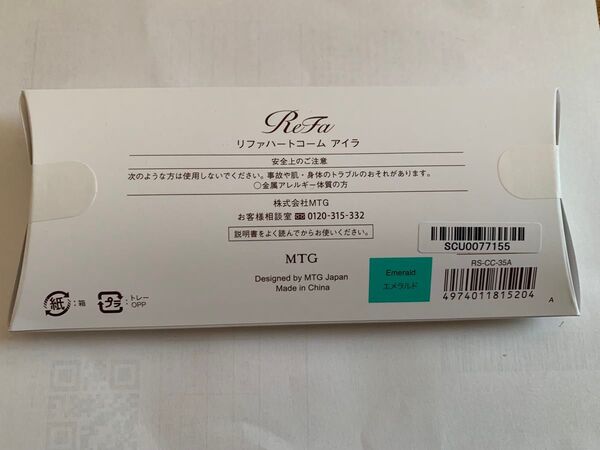 ReFa
リファハートコーム アイラ
安全上のご注意
次のような方は使用しないでください。事故や肌・身体のトラブルのおそれがあります。
○金属アレルギー体質の方
株式会社MTG
お客様相談室 0120-315-332
説明書をよく読んでからお使いください。
MTG
Designed by MTG Japan
Made in China
紙
:箱
プラ
:トレー
OPP
Emerald
エメラルド
SCU0077155
RS-CC-35A
4974011815204
A